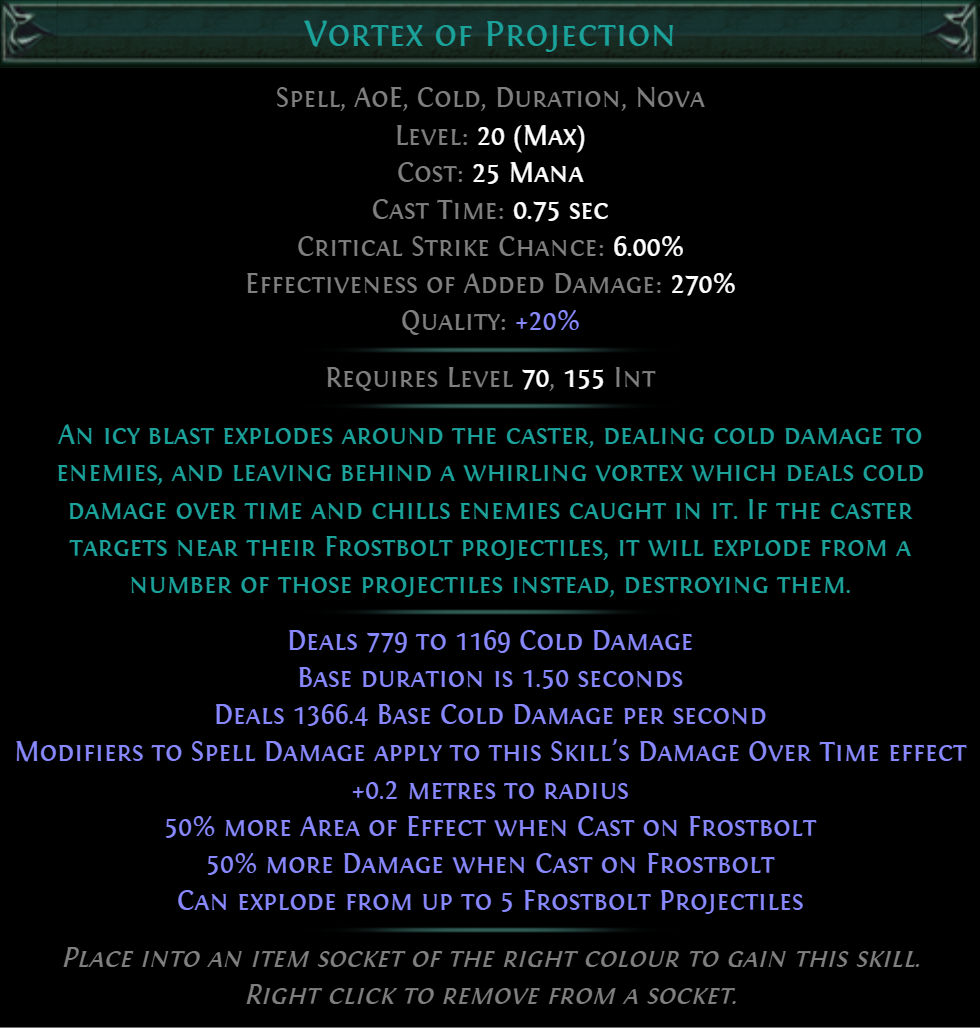 Vortex of Projection
Spell, AoE, Cold, Duration, Nova
Level: 20 (Max)
Cost: 25 Mana
Cast Time: 0.75 sec
Critical Strike Chance: 6.00%
Effectiveness of Added Damage: 270%
Quality: +20%
Requires Level 70, 155 Int
An icy blast explodes around the caster, dealing cold damage to
enemies, and leaving behind a whirling vortex which deals cold
damage over time and chills enemies caught in it. If the caster
targets near their Frostbolt projectiles, it will explode from a
number of those projectiles instead, destroying them.
Deals 779 to 1169 Cold Damage
Base duration is 1.50 seconds
Deals 1366.4 Base Cold Damage per second
Modifiers to Spell Damage apply to this Skill's Damage Over Time effect
+0.2 metres to radius
50% more Area of Effect when Cast on Frostbolt
50% more Damage when Cast on Frostbolt
Can explode from up to 5 Frostbolt Projectiles
Place into an item socket of the right colour to gain this skill.
Right click to remove from a socket.